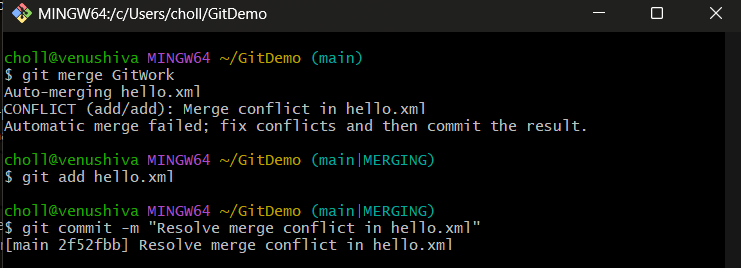 MINGW64:/c/Users/choll/GitDemo
choll@venushiva MINGW64 ~/GitDemo (main)
$ git merge GitWork
Auto-merging hello.xml
CONFLICT (add/add): Merge conflict in hello.xml
Automatic merge failed; fix conflicts and then commit the result.
choll@venushiva MINGW64 ~/GitDemo (main|MERGING)
$ git add hello.xml
choll@venushiva MINGW64 ~/GitDemo (main|MERGING)
$ git commit -m "Resolve merge conflict in hello.xml"
[main 2f52fbb] Resolve merge conflict in hello.xml